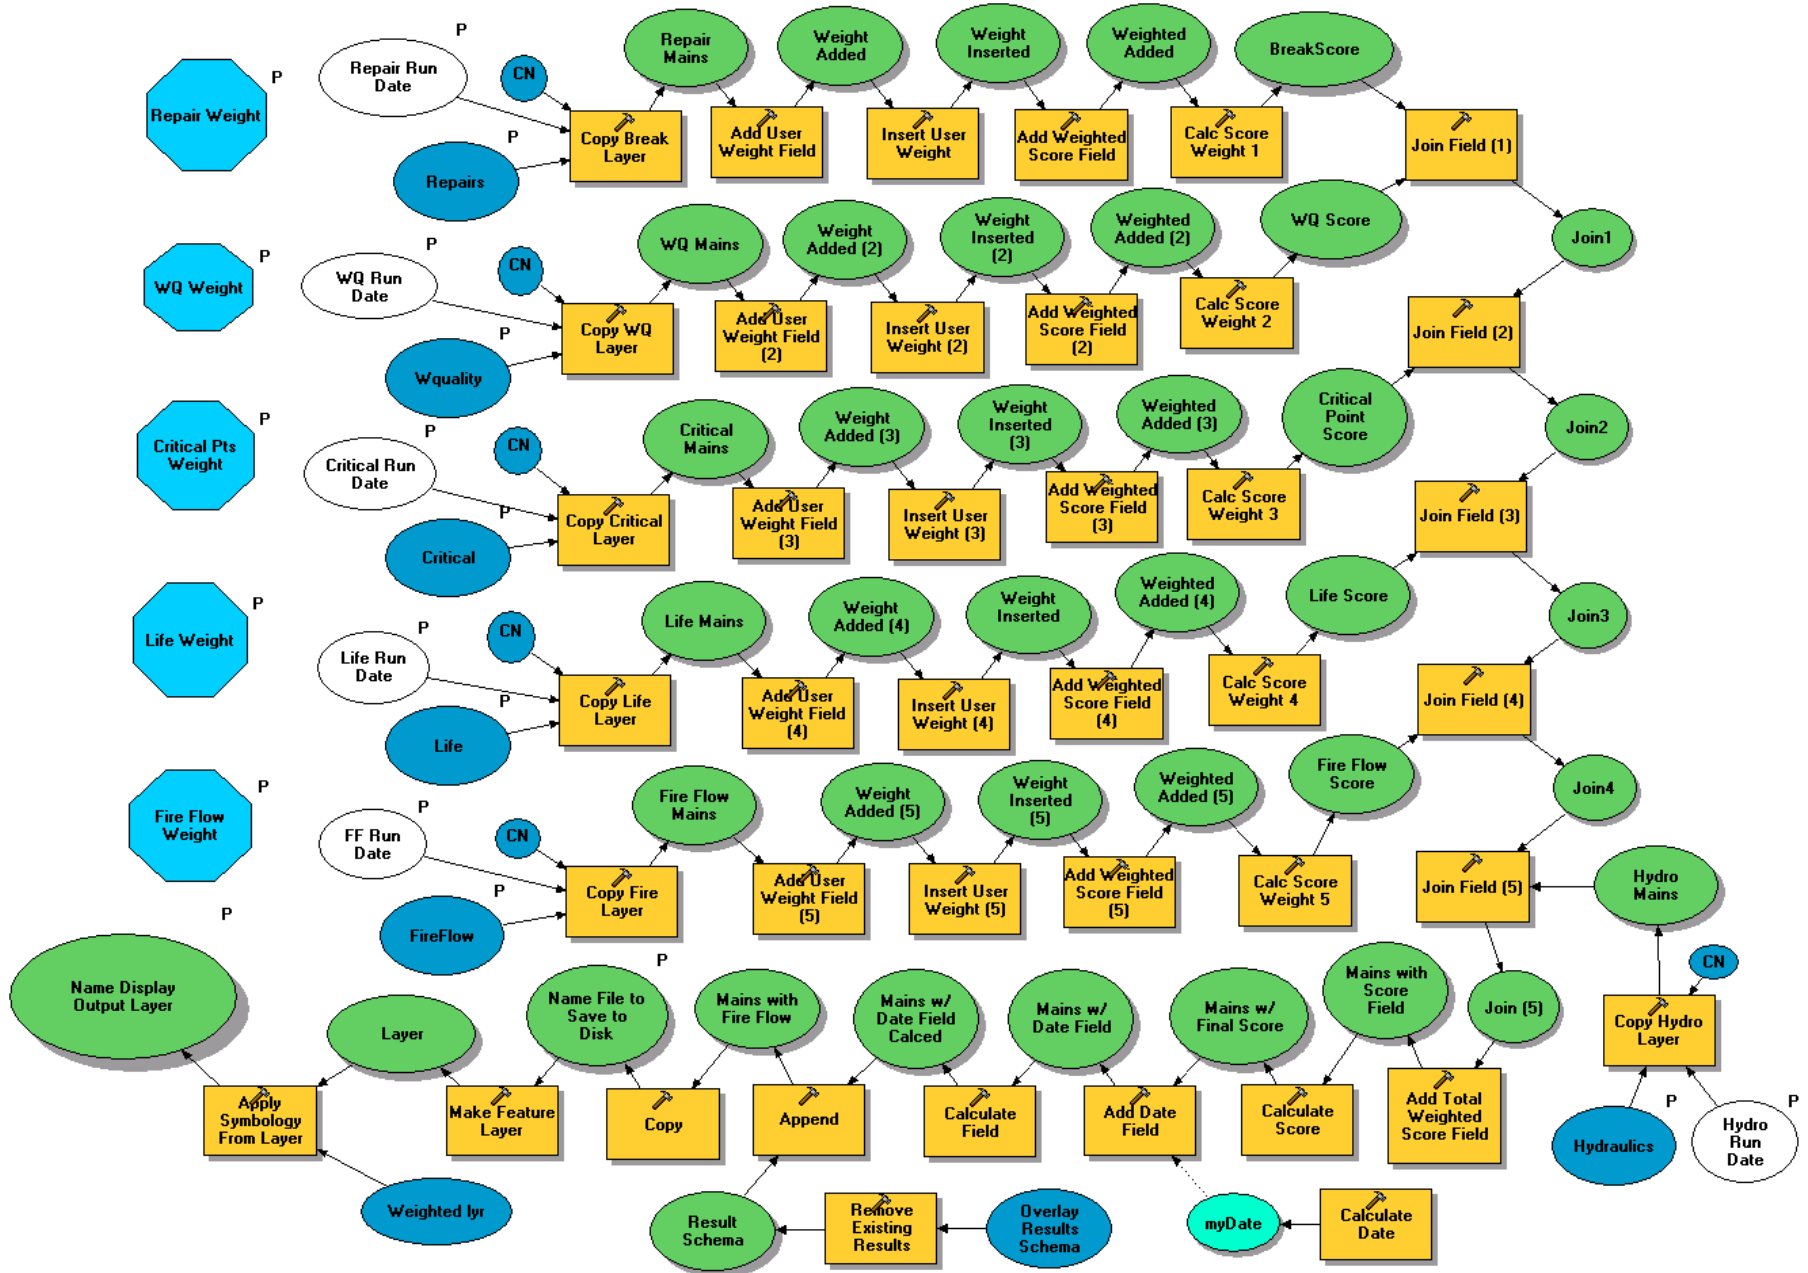 P
Repair Weight
P
Repair Run
Date
P
CN
Repairs
P
Copy Break
Layer
Repair
Mains
Add User
Weight Field
Weight
Added
Insert User
Weight
Weight
Inserted
Add Weighted
Score Field
Weighted
Added
Calc Score
Weight 1
BreakScore
Join Field (1)
Join1
P
WQ Weight
P
WQ Run
Date
P
CN
Wquality
Copy WQ
Layer
WQ Mains
Add User
Weight Field
(2)
Weight
Added (2)
Insert User
Weight (2)
Weight
Inserted
(2)
Add Weighted
Score Field
(2)
Weighted
Added (2)
Calc Score
Weight 2
WQ Score
Join Field (2)
Join2
P
Critical Pts
Weight
P
Critical Run
Date
P
CN
Critical
Copy Critical
Layer
Critical
Mains
Add User
Weight Field
(3)
Weight
Added (3)
Insert User
Weight (3)
Weight
Inserted
(3)
Add Weighted
Score Field
(3)
Weighted
Added (3)
Calc Score
Weight 3
Critical
Point
Score
Join Field (3)
Join3
P
Life Weight
P
Life Run
Date
P
CN
Life
Copy Life
Layer
Life Mains
Add User
Weight Field
(4)
Weight
Added (4)
Insert User
Weight (4)
Weight
Inserted
Add Weighted
Score Field
(4)
Weighted
Added (4)
Calc Score
Weight 4
Life Score
Join Field (4)
Join4
P
Fire Flow
Weight
P
FF Run
Date
P
CN
FireFlow
Copy Fire
Layer
Fire Flow
Mains
Add User
Weight Field
(5)
Weight
Added (5)
Insert User
Weight (5)
Weight
Inserted
(5)
Add Weighted
Score Field
(5)
Weighted
Added (5)
Calc Score
Weight 5
Fire Flow
Score
Join Field (5)
Hydro
Mains
CN
Copy Hydro
Layer
P
Hydraulics
P
Hydro
Run
Date
Join (5)
Add Total
Weighted
Score Field
Mains with
Score
Field
Calculate
Score
Mains w/
Final Score
Add Date
Field
Mains w/
Date Field
Calculate
Field
Mains w/
Date Field
Calced
Append
Mains with
Fire Flow
Copy
P
Name File to
Save to
Disk
Make Feature
Layer
Layer
Apply
Symbology
From Layer
P
Name Display
Output Layer
Weighted lyr
Result
Schema
Remove
Existing
Results
Overlay
Results
Schema
myDate
Calculate
Date